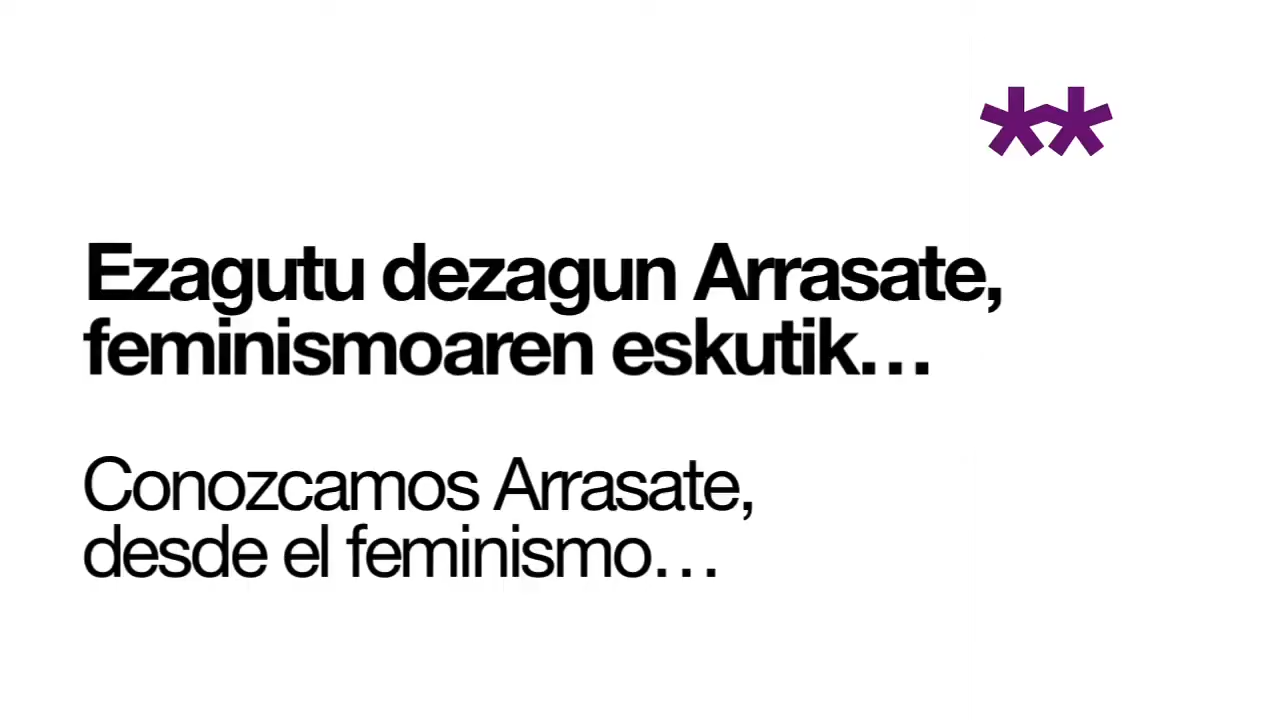 Ezagutu dezagun Arrasate,
feminismoaren eskutik…
Conozcamos Arrasate,
desde el feminismo…